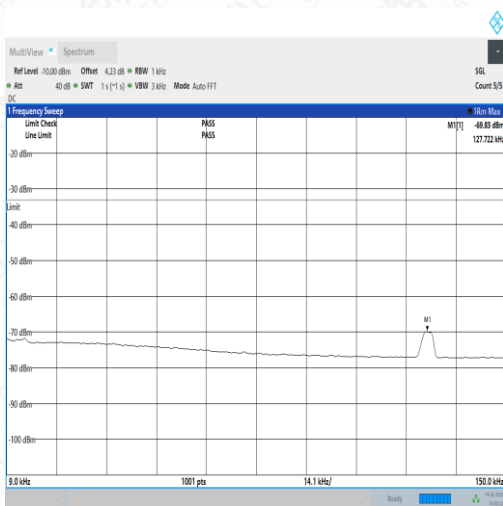 MultiView Spectrum
Ref Level -10.00 dBm Offset 4.23 dB RBW 1 kHz SGL
Att 40 dB SWT 1 s (~1 s) VBW 3 kHz Mode Auto FFT Count 5/5
DC
1 Frequency Sweep 1Rm Max
Limit Check PASS M1[1] -69.83 dBm
Line Limit PASS 127.722 kHz
-20 dBm
-30 dBm
Limit
-40 dBm
-50 dBm
-60 dBm
M1
-70 dBm
-80 dBm
-90 dBm
-100 dBm
9.0 kHz 1001 pts 14.1 kHz/ 150.0 kHz
Ready